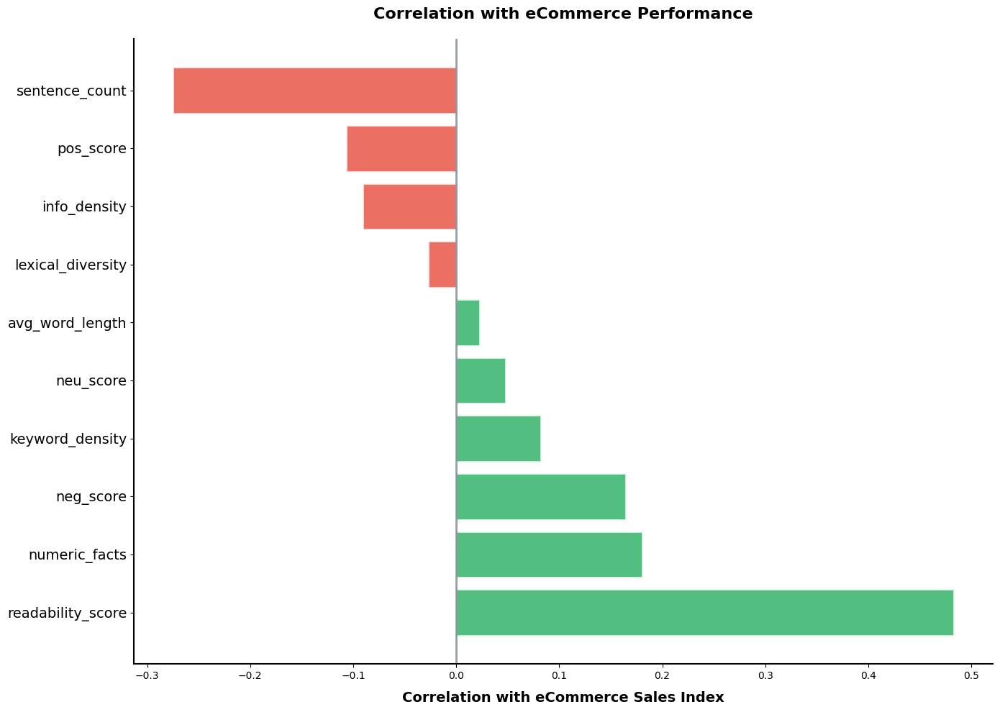 Correlation with eCommerce Performance
sentence_count
pos_score
info_density
lexical_diversity
avg_word_length
neu_score
keyword_density
neg_score
numeric_facts
readability_score
−0.3 −0.2 −0.1 0.0 0.1 0.2 0.3 0.4 0.5
Correlation with eCommerce Sales Index